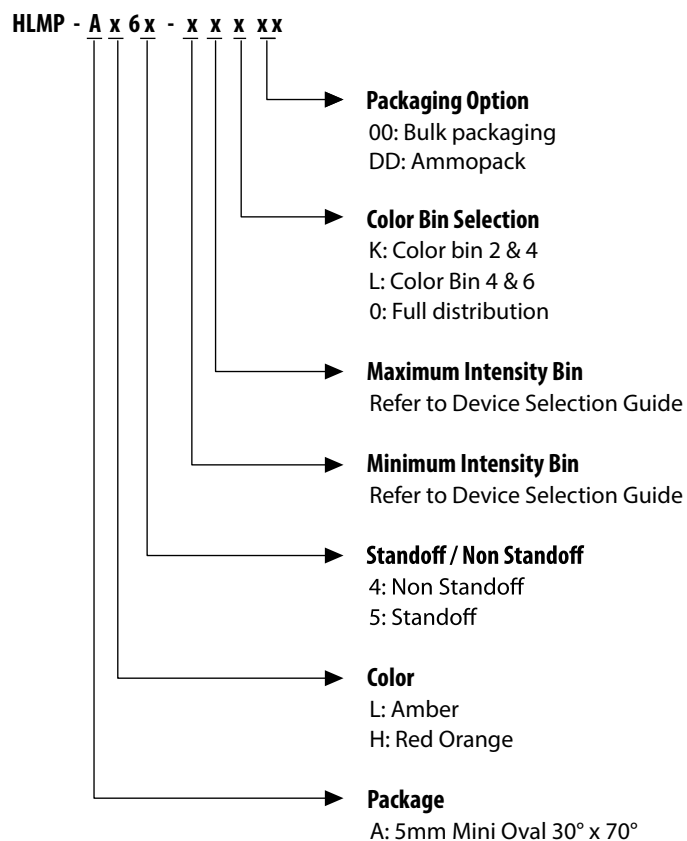 HLMP - A x 6 x - x x x x x
Packaging Option
00: Bulk packaging
DD: Ammopack
Color Bin Selection
K: Color bin 2 & 4
L: Color Bin 4 & 6
0: Full distribution
Maximum Intensity Bin
Refer to Device Selection Guide
Minimum Intensity Bin
Refer to Device Selection Guide
Standoff / Non Standoff
4: Non Standoff
5: Standoff
Color
L: Amber
H: Red Orange
Package
A: 5mm Mini Oval 30° x 70°